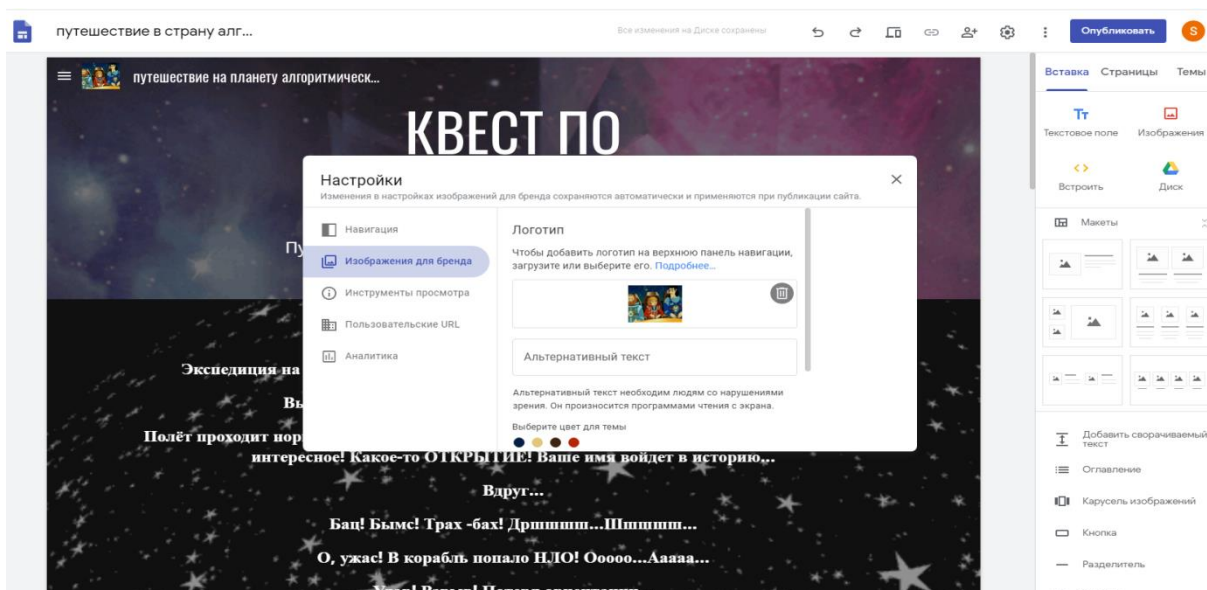 путешествие в страну алг...
Все изменения на Диске сохранены
Опубликовать
S
путешествие на планету алгоритмическ...
КВЕСТ ПО
Вставка Страницы Темы
Тт
Текстовое поле Изображения
Встроить Диск
Макеты
Настройки
Изменения в настройках изображений для бренда сохраняются автоматически и применяются при публикации сайта.
Навигация
Изображения для бренда
Инструменты просмотра
Пользовательские URL
Аналитика
Логотип
Чтобы добавить логотип на верхнюю панель навигации,
загрузите или выберите его. Подробнее...
Альтернативный текст
Альтернативный текст необходим людям со нарушениями
зрения. Он произносится программами чтения с экрана.
Выберите цвет для темы
Экспедиция на
Полёт проходит нор
интересное! Какое-то ОТКРЫТИЕ! Ваше имя войдет в историю...
Вдруг...
Бац! Бымс! Трах -бах! Дршшшш...Шшшшш...
О, ужас! В корабль попало НЛО! Ооооо...Ааааа...
Добавить сворачиваемый
текст
Оглавление
Карусель изображений
Кнопка
Разделитель